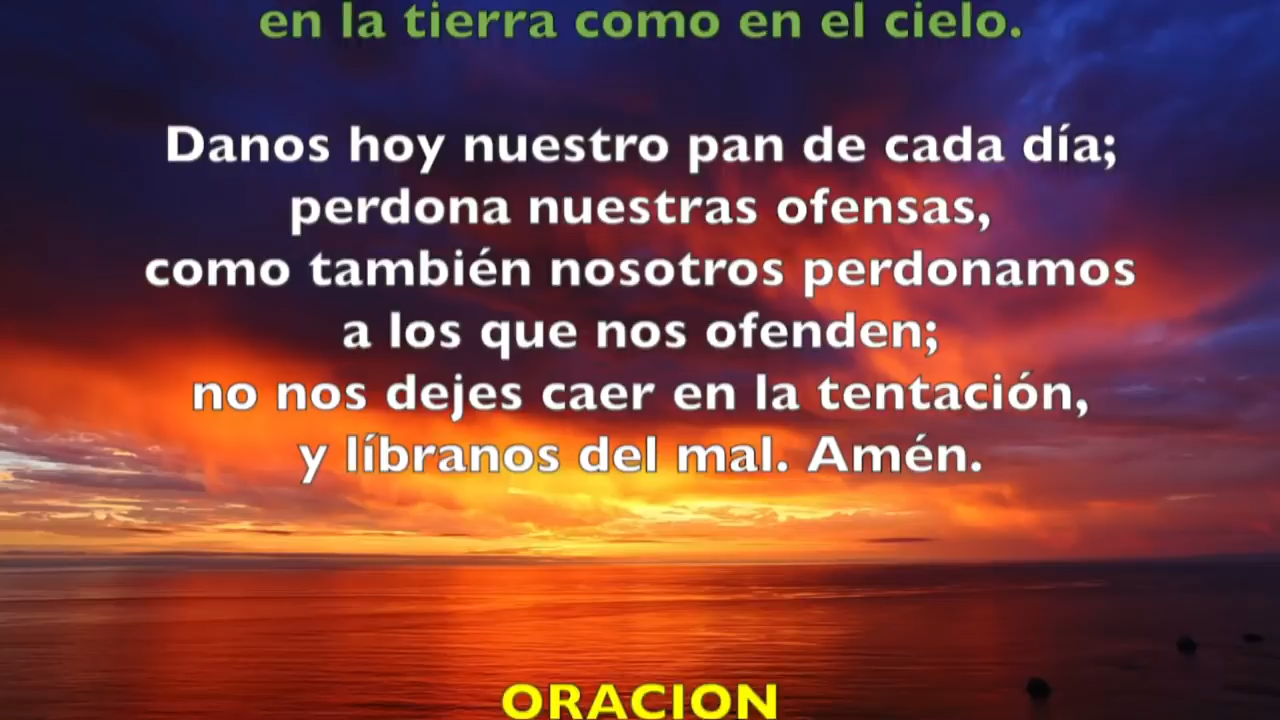 en la tierra como en el cielo.
Danos hoy nuestro pan de cada día;
perdona nuestras ofensas,
como también nosotros perdonamos
a los que nos ofenden;
no nos dejes caer en la tentación,
y líbranos del mal. Amén.
ORACION